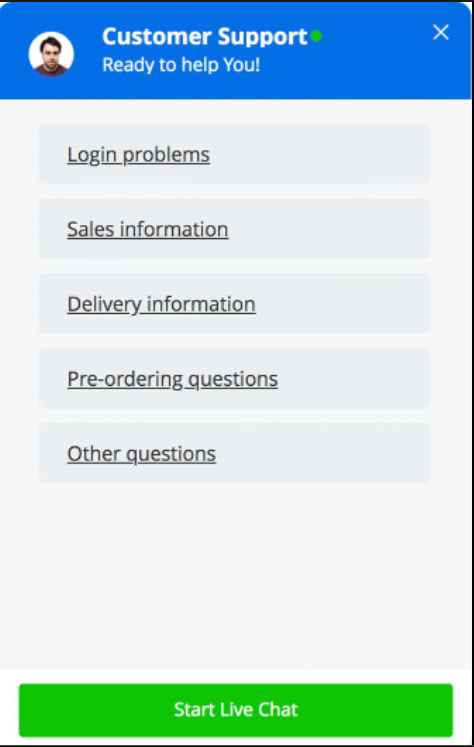 Customer Support
Ready to help You!
Login problems
Sales information
Delivery information
Pre-ordering questions
Other questions
Start Live Chat